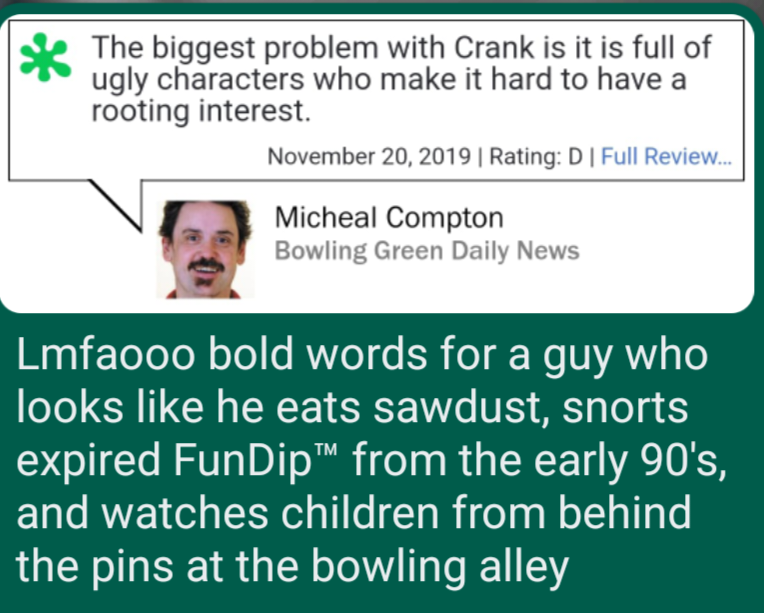 The biggest problem with Crank is it is full of
ugly characters who make it hard to have a
rooting interest.
November 20, 2019 | Rating: D | Full Review...
Micheal Compton
Bowling Green Daily News
Lmfaooo bold words for a guy who
looks like he eats sawdust, snorts
expired FunDip™ from the early 90's,
and watches children from behind
the pins at the bowling alley